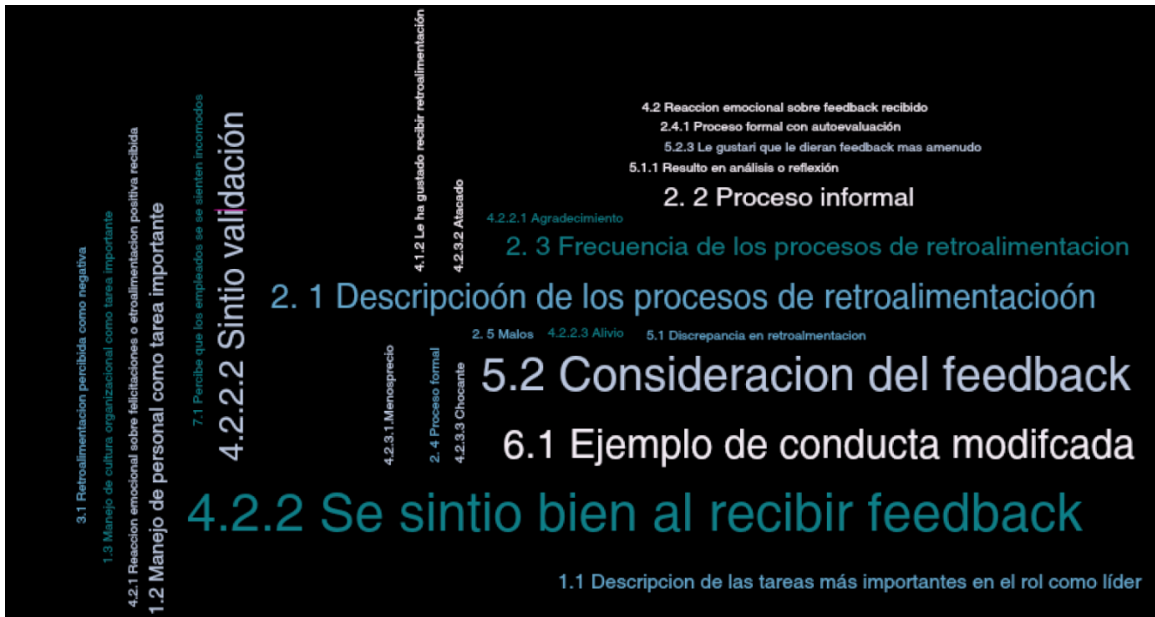 3.1 Retroalimentacion percibida como negativa
1.3 Manejo de cultura organizacional como tarea importante
4.2.1 Reaccion emocional sobre felicitaciones o etroalimentacion positiva recibida
1.2 Manejo de personal como tarea importante
7.1 Percibe que los empleados se se sienten incomodos
4.2.2.2 Sintio validación
4.1.2 Le ha gustado recibir retroalimentación
4.2.3.2 Atacado
4.2 Reaccion emocional sobre feedback recibido
2.4.1 Proceso formal con autoevaluación
5.2.3 Le gustari que le dieran feedback mas amenudo
5.1.1 Resulto en análisis o reflexión
2. 2 Proceso informal
4.2.2.1 Agradecimiento
2. 3 Frecuencia de los procesos de retroalimentacion
2. 1 Descripcioón de los procesos de retroalimentacioón
2. 5 Malos
4.2.2.3 Alivio
5.1 Discrepancia en retroalmentacion
4.2.3.1.Menosprecio
2. 4 Proceso formal
4.2.3.3 Chocante
5.2 Consideracion del feedback
6.1 Ejemplo de conducta modifcada
4.2.2 Se sintio bien al recibir feedback
1.1 Descripcion de las tareas más importantes en el rol como líder